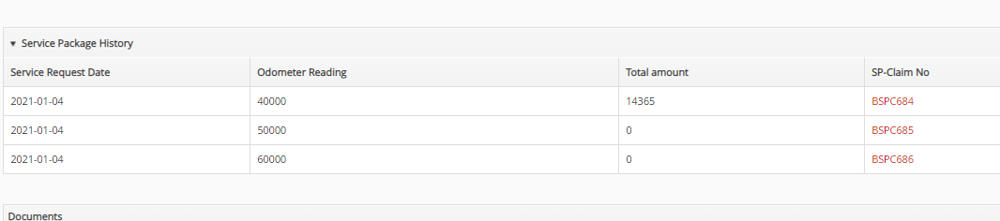 ▾ Service Package History
Service Request Date Odometer Reading Total amount SP-Claim No
2021-01-04 40000 14365 BSPC684
2021-01-04 50000 0 BSPC685
2021-01-04 60000 0 BSPC686
Documents